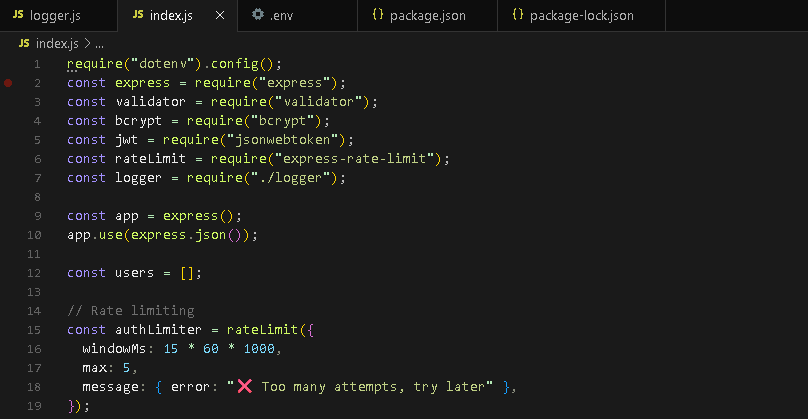 JS logger.js JS index.js × .env {} package.json {} package-lock.json
JS index.js > ...
1 require("dotenv").config();
2 const express = require("express");
3 const validator = require("validator");
4 const bcrypt = require("bcrypt");
5 const jwt = require("jsonwebtoken");
6 const rateLimit = require("express-rate-limit");
7 const logger = require("./logger");
8
9 const app = express();
10 app.use(express.json());
11
12 const users = [];
13
14 // Rate limiting
15 const authLimiter = rateLimit({
16 windowMs: 15 * 60 * 1000,
17 max: 5,
18 message: { error: "❌ Too many attempts, try later" },
19 });